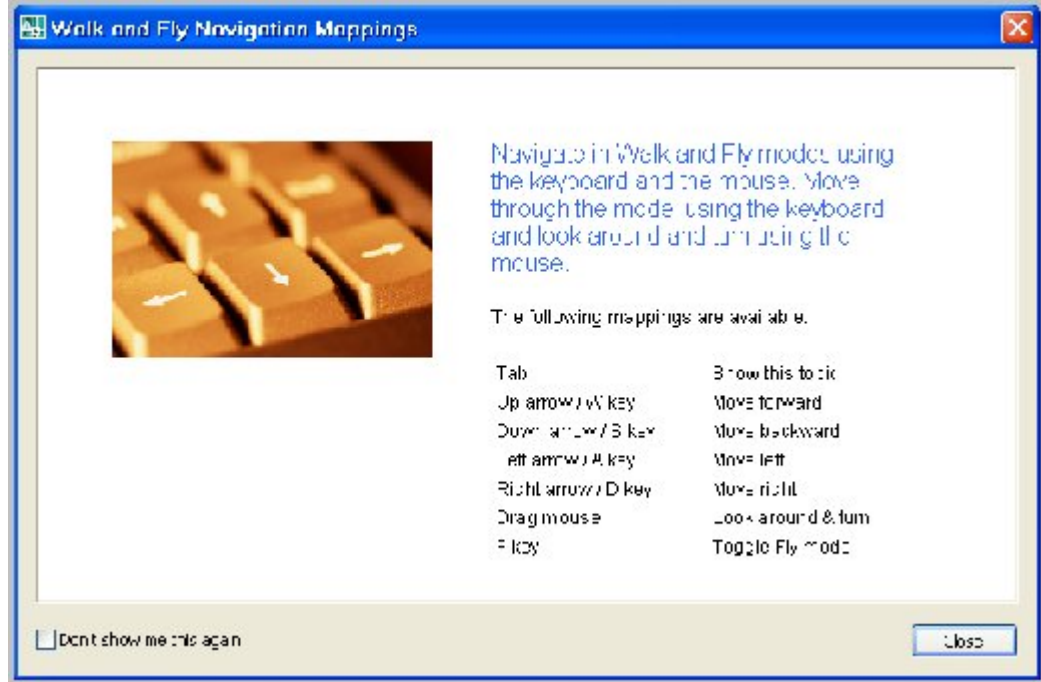 Walk and Fly Navigation Mappings
Navigate in Walk and Fly modes using
the keyboard and the mouse. Move
through the model using the keyboard
and look around and turn using the
mouse.
The following mappings are available:
Tab Show this topic
Up arrow / W key Move forward
Down arrow / S key Move backward
Left arrow / A key Move left
Right arrow / D key Move right
Drag mouse Look around & turn
F key Toggle Fly mode
Don't show me this again
Close